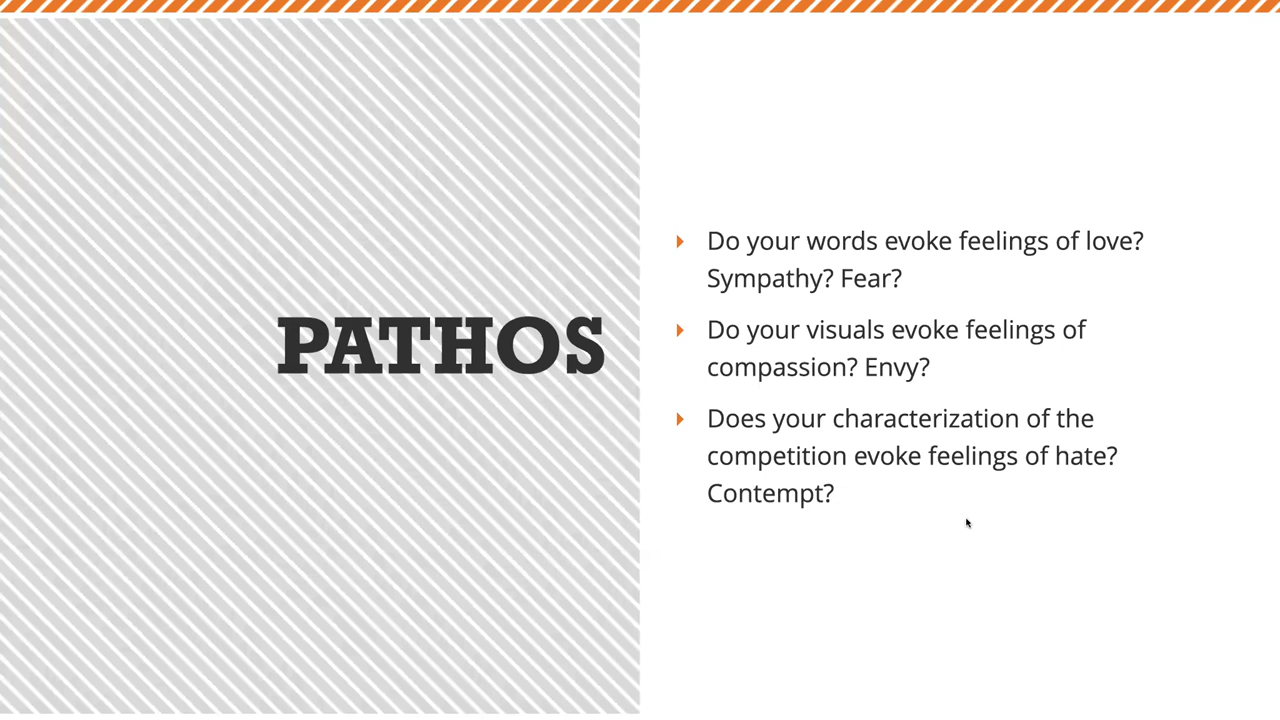 PATHOS
Do your words evoke feelings of love?
Sympathy? Fear?
Do your visuals evoke feelings of
compassion? Envy?
Does your characterization of the
competition evoke feelings of hate?
Contempt?